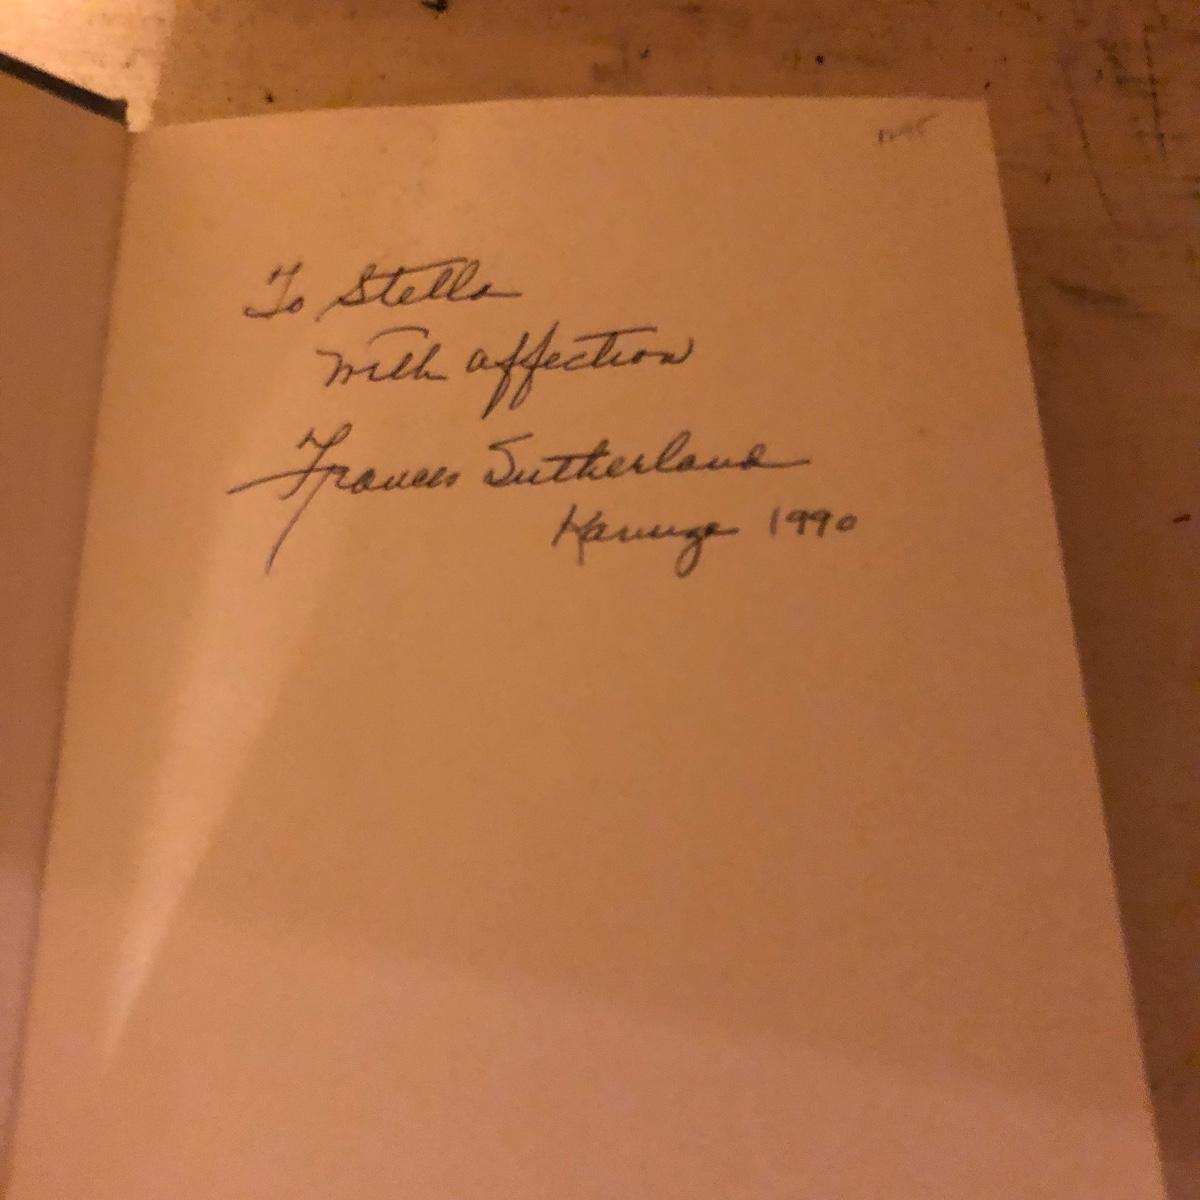 To Stella
with affection
Frances Sutherland
1990